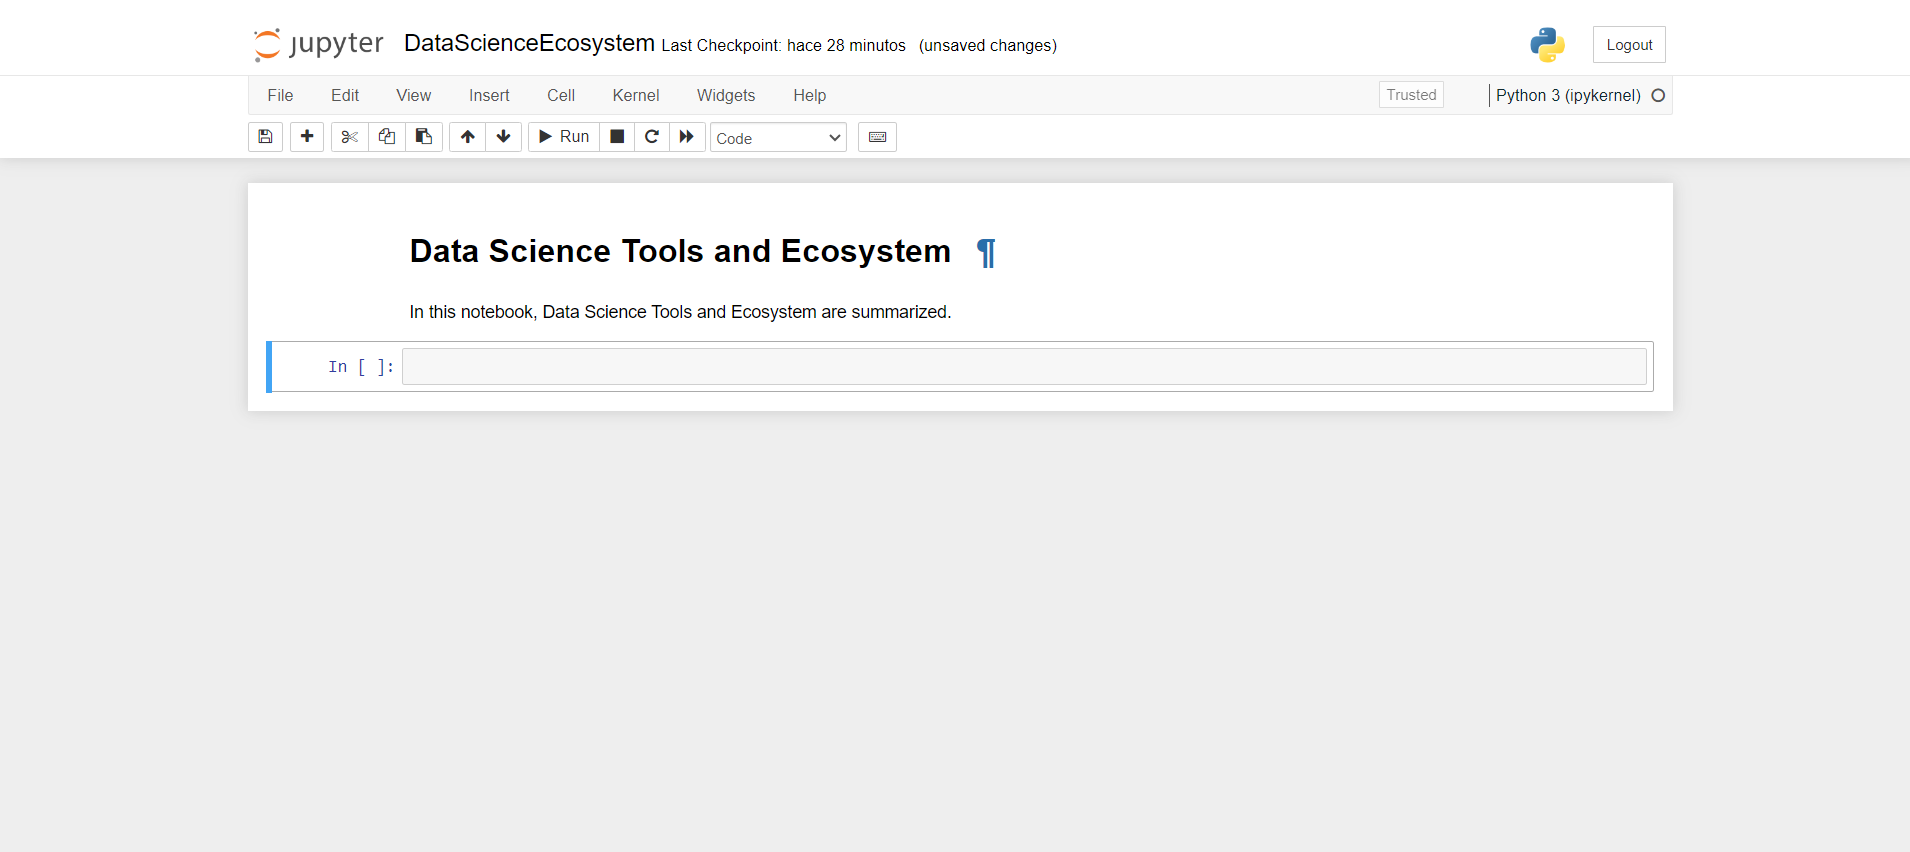 jupyter DataScienceEcosystem Last Checkpoint: hace 28 minutos (unsaved changes) Logout
File Edit View Insert Cell Kernel Widgets Help Trusted Python 3 (ipykernel)
Run Code
Data Science Tools and Ecosystem ¶
In this notebook, Data Science Tools and Ecosystem are summarized.
In [ ]: